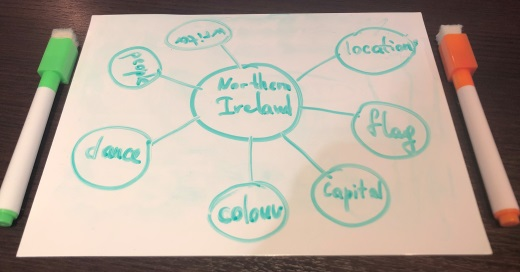 Northern
Ireland
location
flag
capital
colour
dance
people